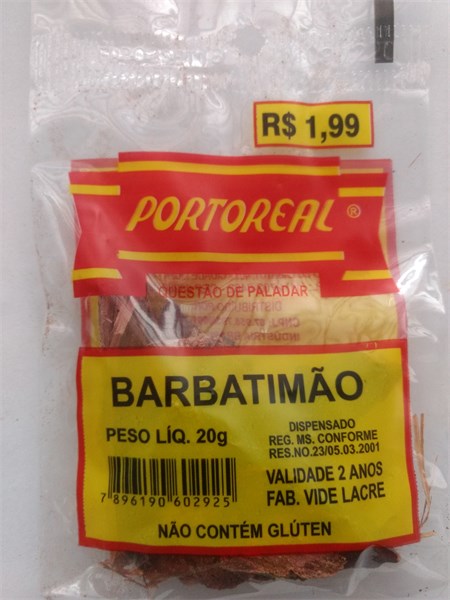 R$ 1,99
PORTOREAL ®
QUESTÃO DE PALADAR
BARBATIMÃO
PESO LÍQ. 20g
DISPENSADO
REG. MS. CONFORME
RES.NO.23/05.03.2001
VALIDADE 2 ANOS
FAB. VIDE LACRE
7 896190 602925
NÃO CONTÉM GLÚTEN